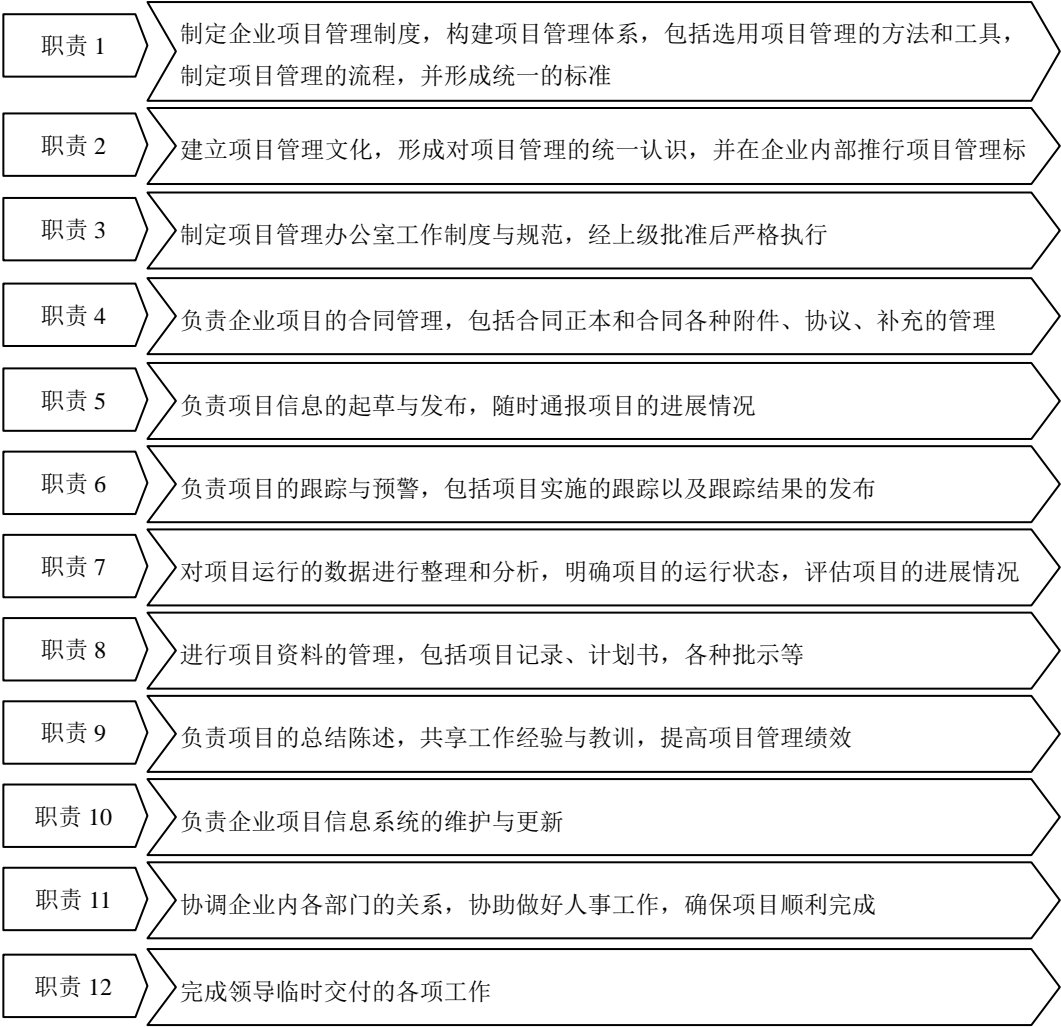 职责 1
制定企业项目管理制度，构建项目管理体系，包括选用项目管理的方法和工具，
制定项目管理的流程，并形成统一的标准
职责 2
建立项目管理文化，形成对项目管理的统一认识，并在企业内部推行项目管理标
职责 3
制定项目管理办公室工作制度与规范，经上级批准后严格执行
职责 4
负责企业项目的合同管理，包括合同正本和合同各种附件、协议、补充的管理
职责 5
负责项目信息的起草与发布，随时通报项目的进展情况
职责 6
负责项目的跟踪与预警，包括项目实施的跟踪以及跟踪结果的发布
职责 7
对项目运行的数据进行整理和分析，明确项目的运行状态，评估项目的进展情况
职责 8
进行项目资料的管理，包括项目记录、计划书，各种批示等
职责 9
负责项目的总结陈述，共享工作经验与教训，提高项目管理绩效
职责 10
负责企业项目信息系统的维护与更新
职责 11
协调企业内各部门的关系，协助做好人事工作，确保项目顺利完成
职责 12
完成领导临时交付的各项工作